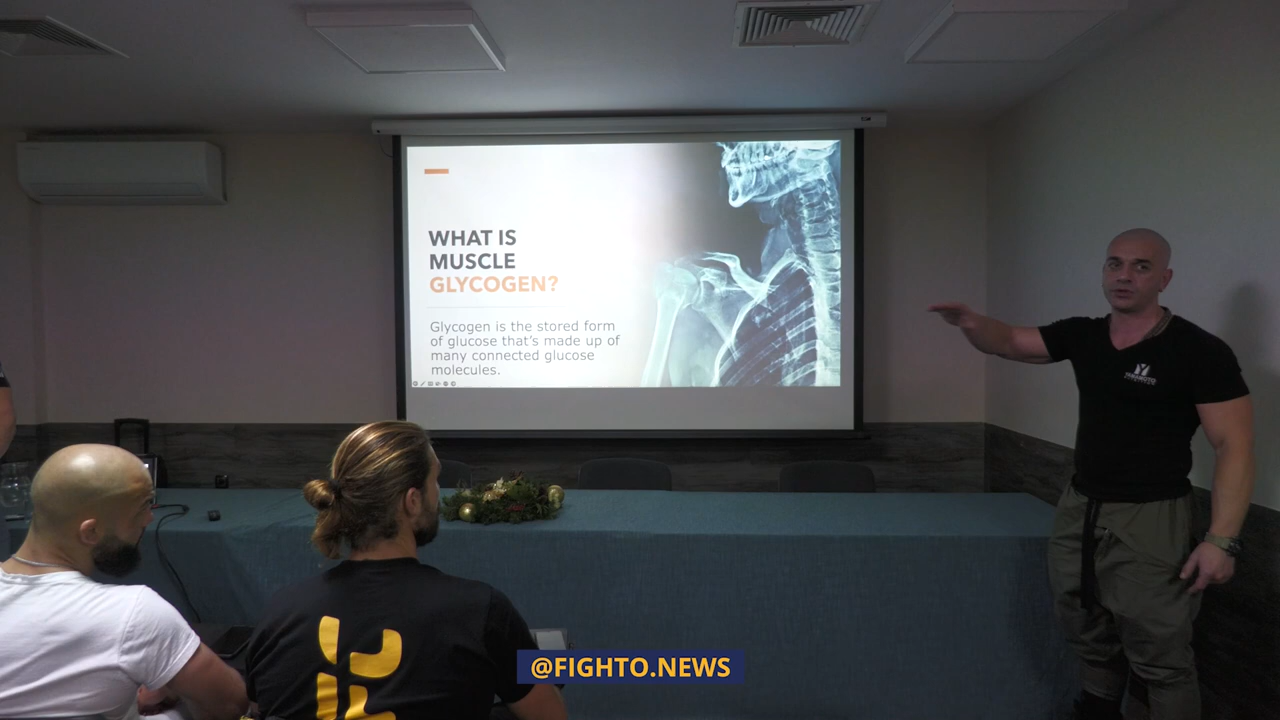 WHAT IS
MUSCLE
GLYCOGEN?
Glycogen is the stored form
of glucose that's made up of
many connected glucose
molecules.
YAMAMOTO
@FIGHTO.NEWS